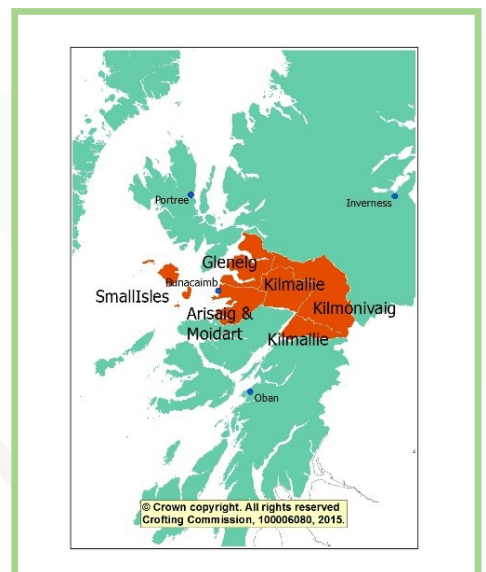 Portree
Inverness
Glenelg
Bunacaimb
Kilmallie
SmallIsles
Kilmonivaig
Arisaig &
Moidart
Kilmallie
Oban
© Crown copyright. All rights reserved
Crofting Commission, 100006080, 2015.